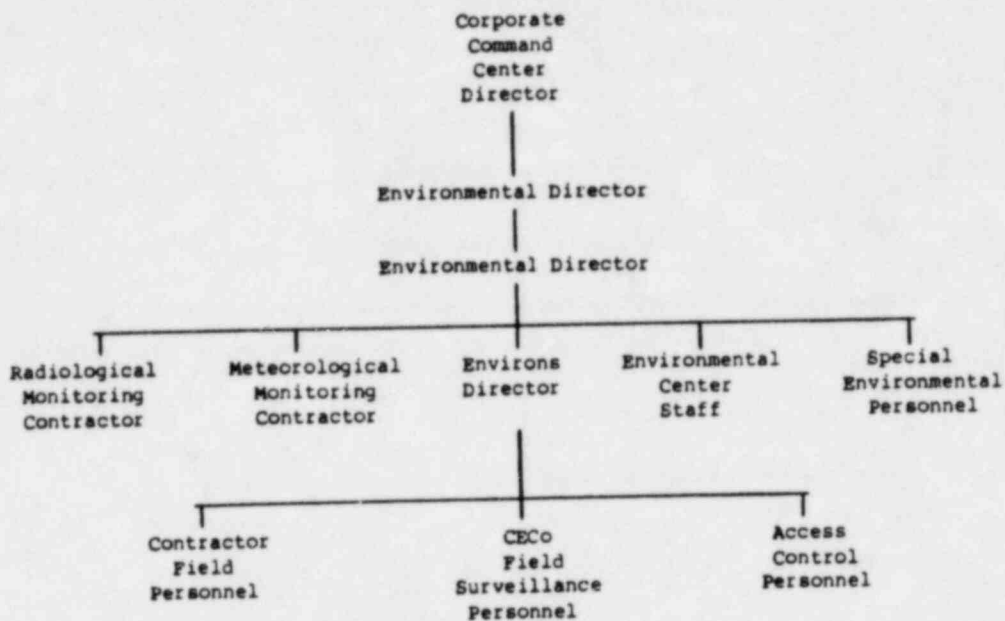 Corporate
Command
Center
Director
Environmental Director
Environmental Director
Radiological
Monitoring
Contractor
Meteorological
Monitoring
Contractor
Environs
Director
Environmental
Center
Staff
Special
Environmental
Personnel
Contractor
Field
Personnel
CECo
Field
Surveillance
Personnel
Access
Control
Personnel